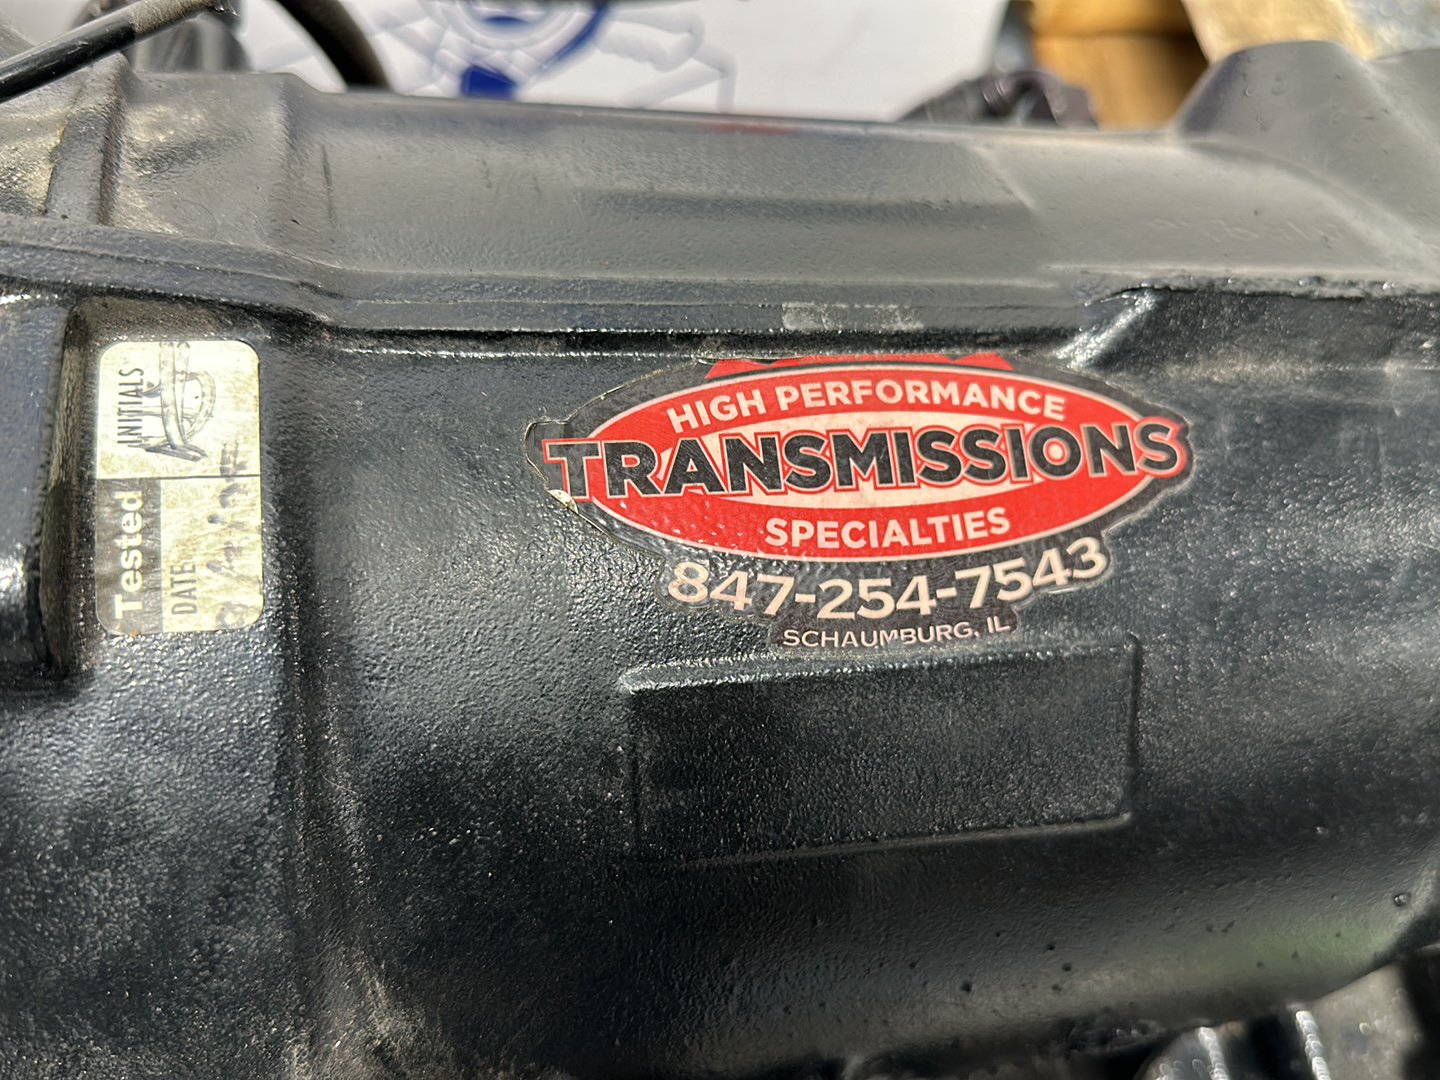 HIGH PERFORMANCE
TRANSMISSIONS
SPECIALTIES
847-254-7543
SCHAUMBURG, IL
INITIALS
Tested
DATE